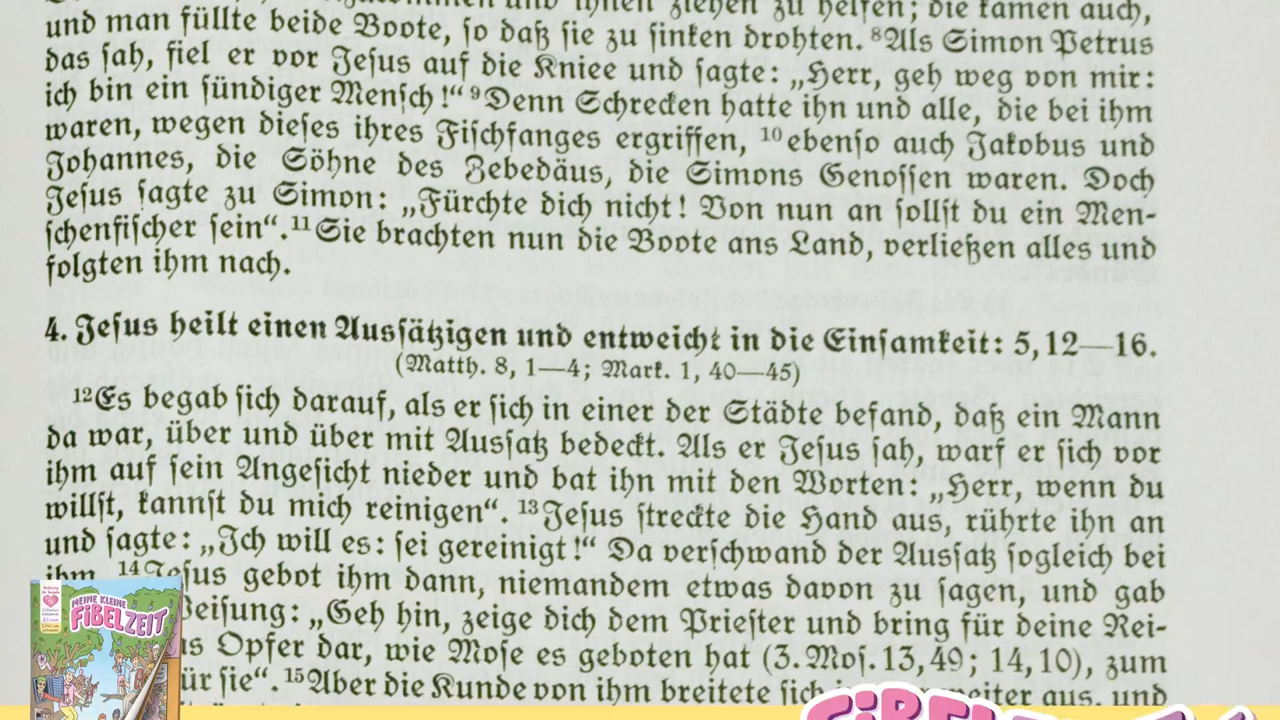 und ihnen ziehen zu helfen; die kamen auch,
und man füllte beide Boote, so daß sie zu sinken drohten. ⁸Als Simon Petrus
das sah, fiel er vor Jesus auf die Kniee und sagte: „Herr, geh weg von mir:
ich bin ein sündiger Mensch!“ ⁹Denn Schrecken hatte ihn und alle, die bei ihm
waren, wegen dieses ihres Fischfanges ergriffen, ¹⁰ebenso auch Jakobus und
Johannes, die Söhne des Zebedäus, die Simons Genossen waren. Doch
Jesus sagte zu Simon: „Fürchte dich nicht! Von nun an sollst du ein Men-
schenfischer sein“. ¹¹Sie brachten nun die Boote ans Land, verließen alles und
folgten ihm nach.
4. Jesus heilt einen Aussätzigen und entweicht in die Einsamkeit: 5, 12—16.
(Matth. 8, 1—4; Mark. 1, 40—45)
¹²Es begab sich darauf, als er sich in einer der Städte befand, daß ein Mann
da war, über und über mit Aussatz bedeckt. Als er Jesus sah, warf er sich vor
ihm auf sein Angesicht nieder und bat ihn mit den Worten: „Herr, wenn du
willst, kannst du mich reinigen“. ¹³Jesus streckte die Hand aus, rührte ihn an
und sagte: „Ich will es: sei gereinigt!“ Da verschwand der Aussatz sogleich bei
ihm. ¹⁴Jesus gebot ihm dann, niemandem etwas davon zu sagen, und gab
Weisung: „Geh hin, zeige dich dem Priester und bring für deine Rei-
Opfer dar, wie Mose es geboten hat (3. Mos. 13, 49; 14, 10), zum
für sie“. ¹⁵Aber die Kunde von ihm breitete sich weiter aus, und
MEINE KLEINE
FiBELZEiT